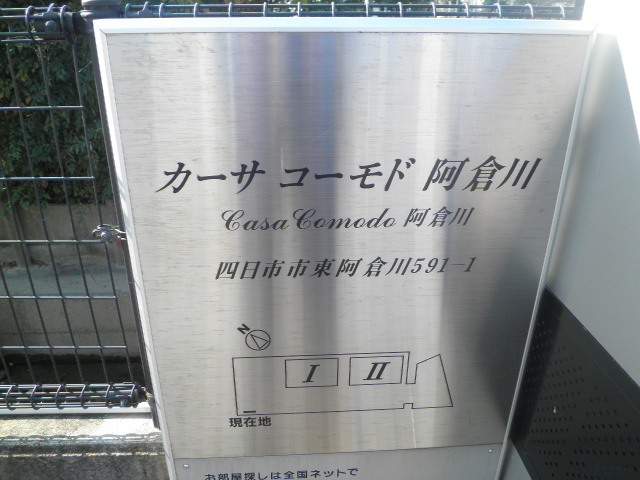 カーサ コーモド 阿倉川
Casa Comodo 阿倉川
四日市市東阿倉川591-1
N
I II
現在地
お部屋探しは全国ネットで